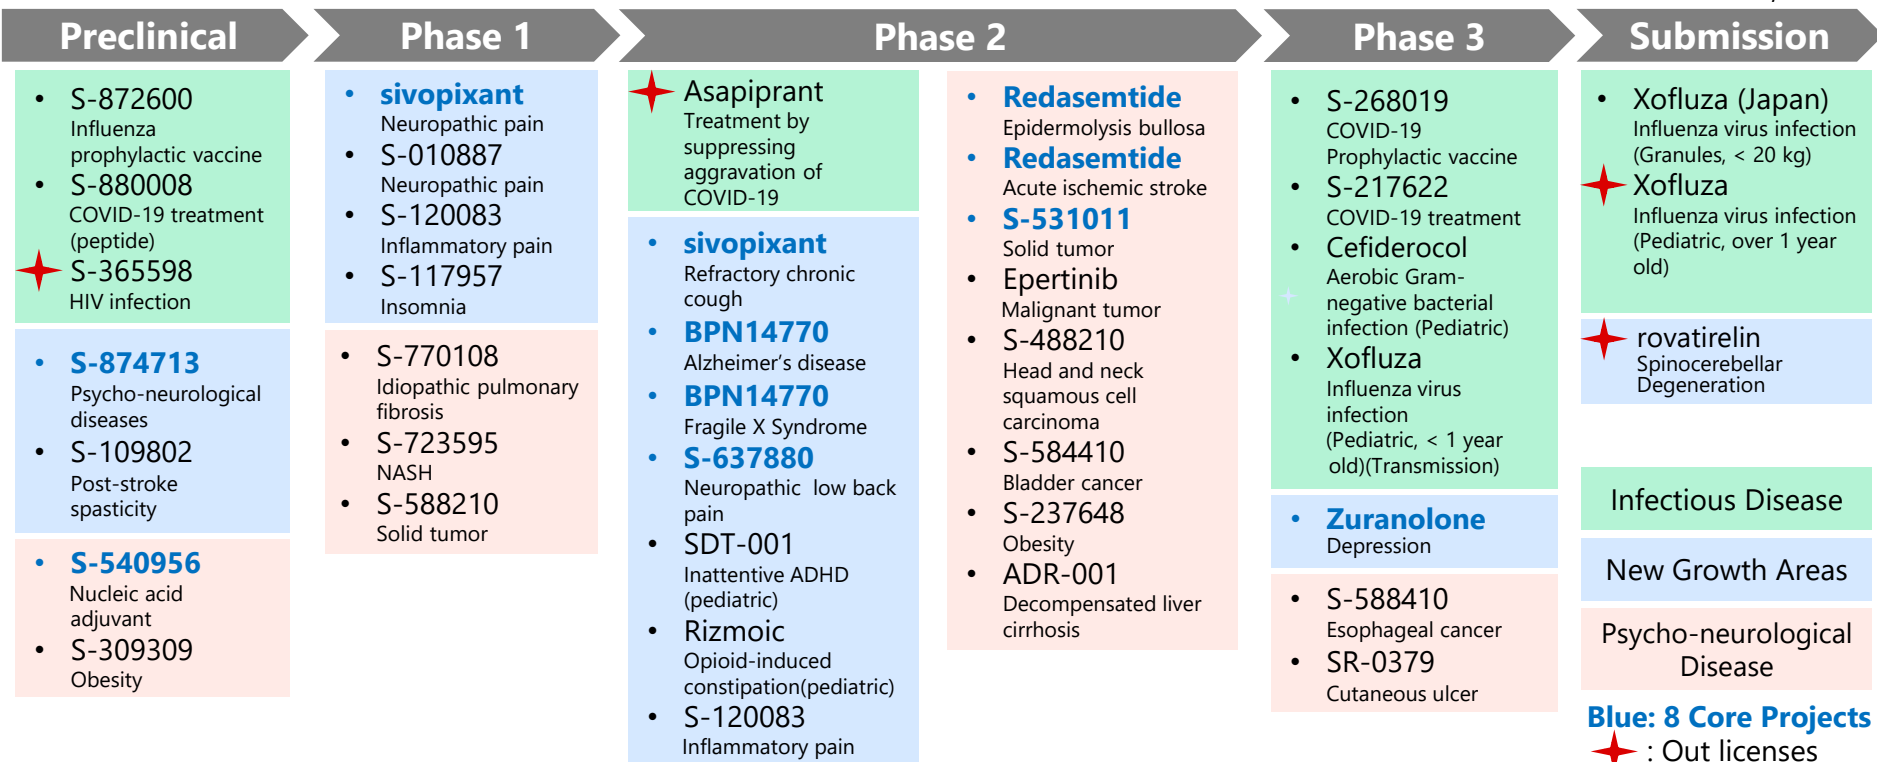 Preclinical
Phase 1
Phase 2
Phase 3
Submission
• S-872600
Influenza
prophylactic vaccine
• S-880008
COVID-19 treatment
(peptide)
S-365598
HIV infection
• S-874713
Psycho-neurological
diseases
• S-109802
Post-stroke
spasticity
• S-540956
Nucleic acid
adjuvant
• S-309309
Obesity
• sivopixant
Neuropathic pain
• S-010887
Neuropathic pain
• S-120083
Inflammatory pain
• S-117957
Insomnia
• S-770108
Idiopathic pulmonary
fibrosis
• S-723595
NASH
• S-588210
Solid tumor
Asapiprant
Treatment by
suppressing
aggravation of
COVID-19
• sivopixant
Refractory chronic
cough
• BPN14770
Alzheimer's disease
• BPN14770
Fragile X Syndrome
• S-637880
Neuropathic low back
pain
• SDT-001
Inattentive ADHD
(pediatric)
• Rizmoic
Opioid-induced
constipation(pediatric)
• S-120083
Inflammatory pain
• Redasemtide
Epidermolysis bullosa
• Redasemtide
Acute ischemic stroke
• S-531011
Solid tumor
• Epertinib
Malignant tumor
• S-488210
Head and neck
squamous cell
carcinoma
• S-584410
Bladder cancer
• S-237648
Obesity
• ADR-001
Decompensated liver
cirrhosis
• S-268019
COVID-19
Prophylactic vaccine
• S-217622
COVID-19 treatment
• Cefiderocol
Aerobic Gram-
negative bacterial
infection (Pediatric)
• Xofluza
Influenza virus
infection
(Pediatric, < 1 year
old)(Transmission)
• Zuranolone
Depression
• S-588410
Esophageal cancer
• SR-0379
Cutaneous ulcer
• Xofluza (Japan)
Influenza virus infection
(Granules, < 20 kg)
Xofluza
Influenza virus infection
(Pediatric, over 1 year
old)
rovatirelin
Spinocerebellar
Degeneration
Infectious Disease
New Growth Areas
Psycho-neurological
Disease
Blue: 8 Core Projects
: Out licenses